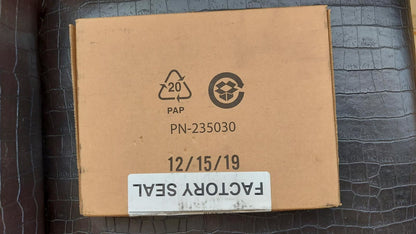 20
PAP
PN-235030
12/15/19
FACTORY SEAL